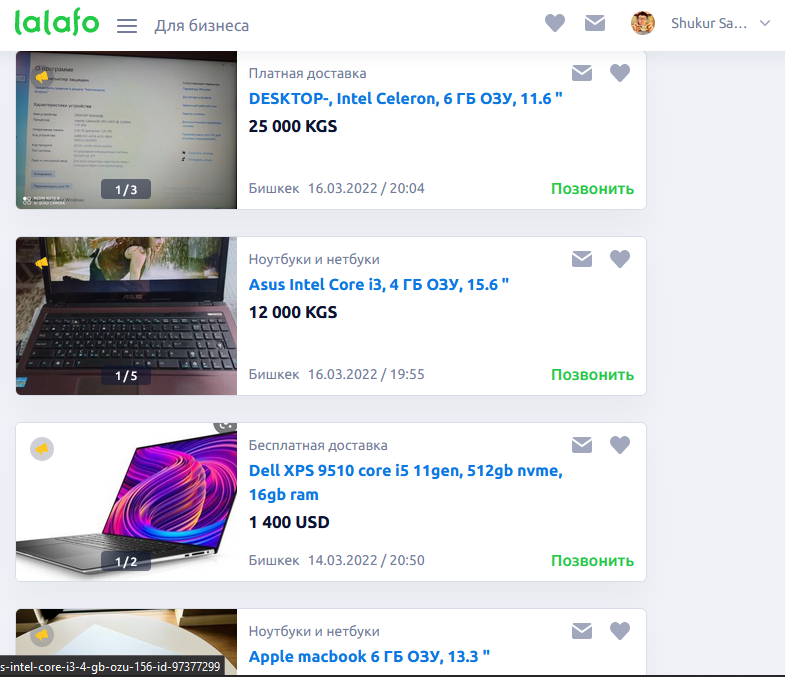 lalafo
Для бизнеса
Shukur Sa...
Платная доставка
DESKTOP-, Intel Celeron, 6 ГБ ОЗУ, 11.6 "
25 000 KGS
1 / 3
Бишкек 16.03.2022 / 20:04
Позвонить
Ноутбуки и нетбуки
Asus Intel Core i3, 4 ГБ ОЗУ, 15.6 "
12 000 KGS
ASUS
1 / 5
Бишкек 16.03.2022 / 19:55
Позвонить
Бесплатная доставка
Dell XPS 9510 core i5 11gen, 512gb nvme,
16gb ram
1 400 USD
1 / 2
Бишкек 14.03.2022 / 20:50
Позвонить
Ноутбуки и нетбуки
Apple macbook 6 ГБ ОЗУ, 13.3 "
s-intel-core-i3-4-gb-ozu-156-id-97377299